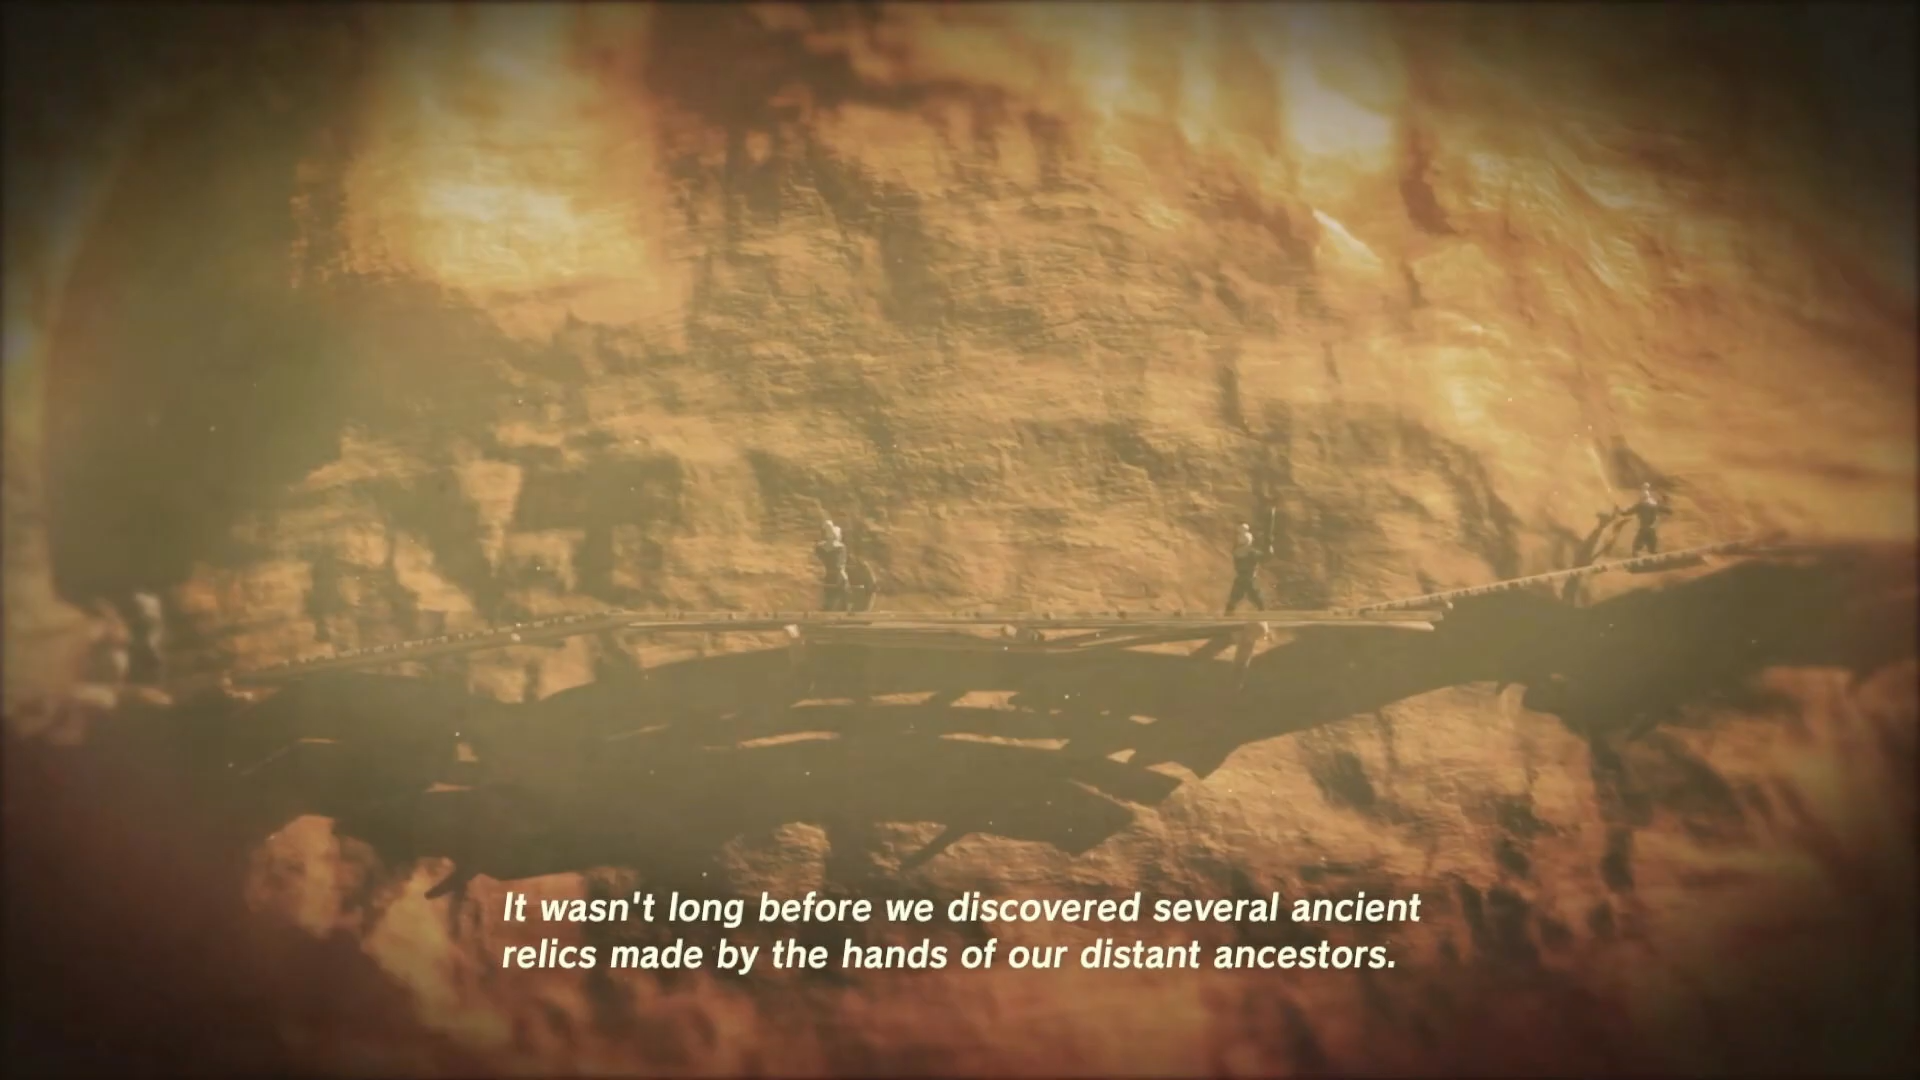 It wasn't long before we discovered several ancient
relics made by the hands of our distant ancestors.